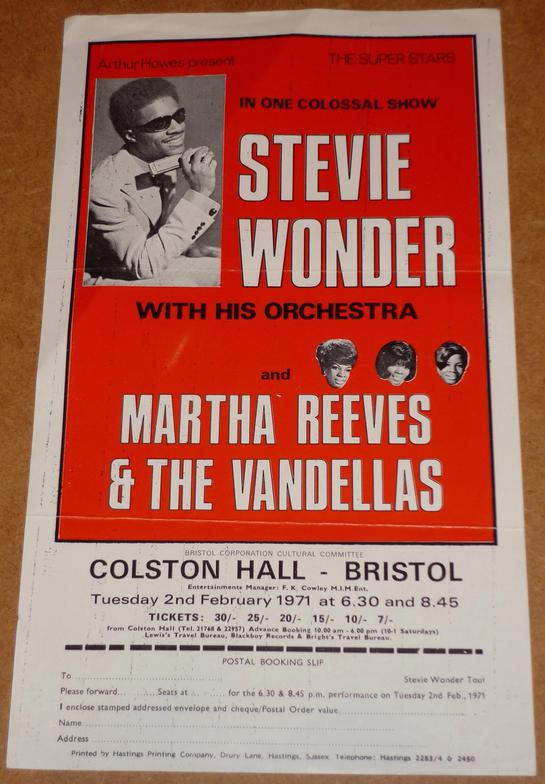 Arthur Howes present THE SUPER STARS
IN ONE COLOSSAL SHOW
STEVIE
WONDER
WITH HIS ORCHESTRA
and
MARTHA REEVES
& THE VANDELLAS
BRISTOL CORPORATION CULTURAL COMMITTEE
COLSTON HALL - BRISTOL
Entertainments Manager: F. K. Cowley M.I.M.Ent.
Tuesday 2nd February 1971 at 6.30 and 8.45
TICKETS: 30/- 25/- 20/- 15/- 10/- 7/-
from Colston Hall (Tel. 21768 & 22957) Advance Booking 10.00 am - 6.00 pm (10-1 Saturdays)
Lewis's Travel Bureau, Blackboy Records & Bright's Travel Bureau.
POSTAL BOOKING SLIP
To Stevie Wonder Tour
Please forward Seats at for the 6.30 & 8.45 p.m. performance on Tuesday 2nd Feb., 1971
I enclose stamped addressed envelope and cheque/Postal Order value
Name
Address
Printed by Hastings Printing Company, Drury Lane, Hastings, Sussex. Telephone: Hastings 2283/4 & 2450